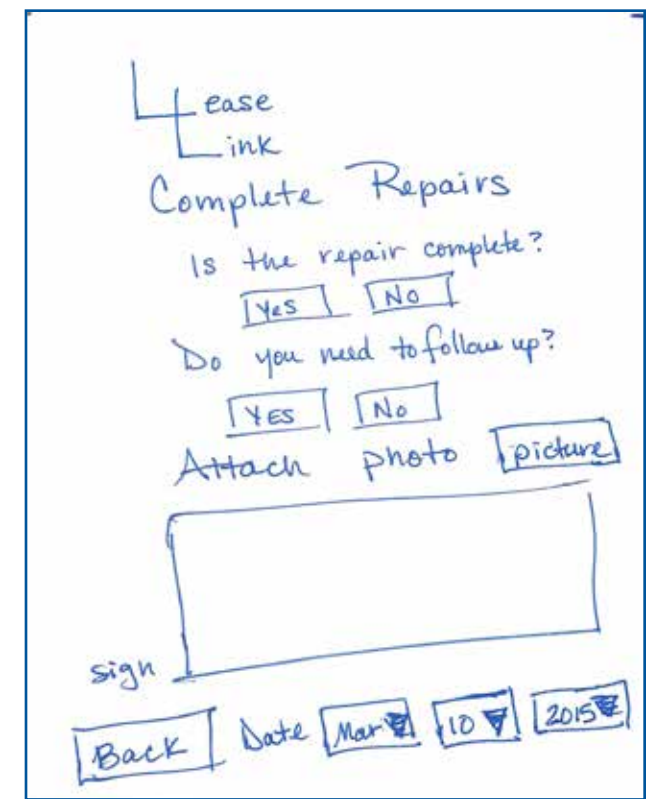 Lease
Link
Complete Repairs
Is the repair complete?
Yes No
Do you need to follow up?
YES No
Attach photo picture
sign
Back Date Mar 10 2015